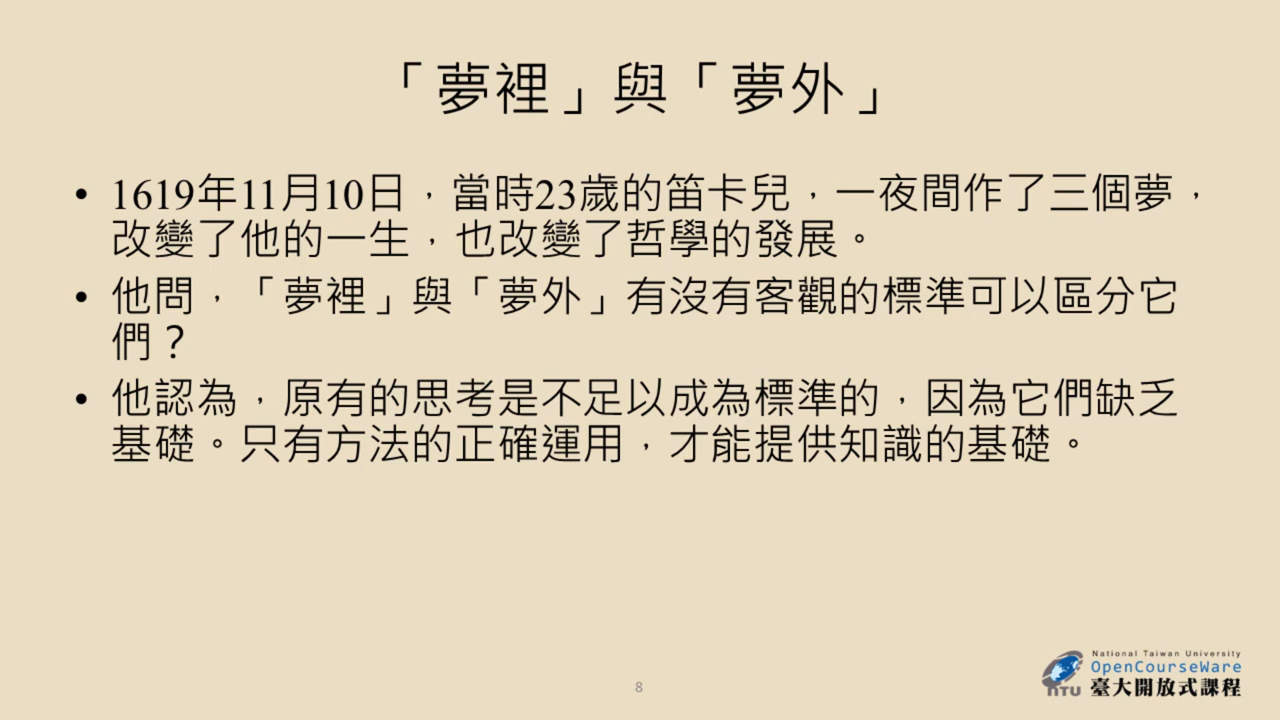 「夢裡」與「夢外」
• 1619年11月10日，當時23歲的笛卡兒，一夜間作了三個夢，
改變了他的一生，也改變了哲學的發展。
• 他問，「夢裡」與「夢外」有沒有客觀的標準可以區分它
們？
• 他認為，原有的思考是不足以成為標準的，因為它們缺乏
基礎。只有方法的正確運用，才能提供知識的基礎。
8
National Taiwan University
OpenCourseWare
NTU 臺大開放式課程